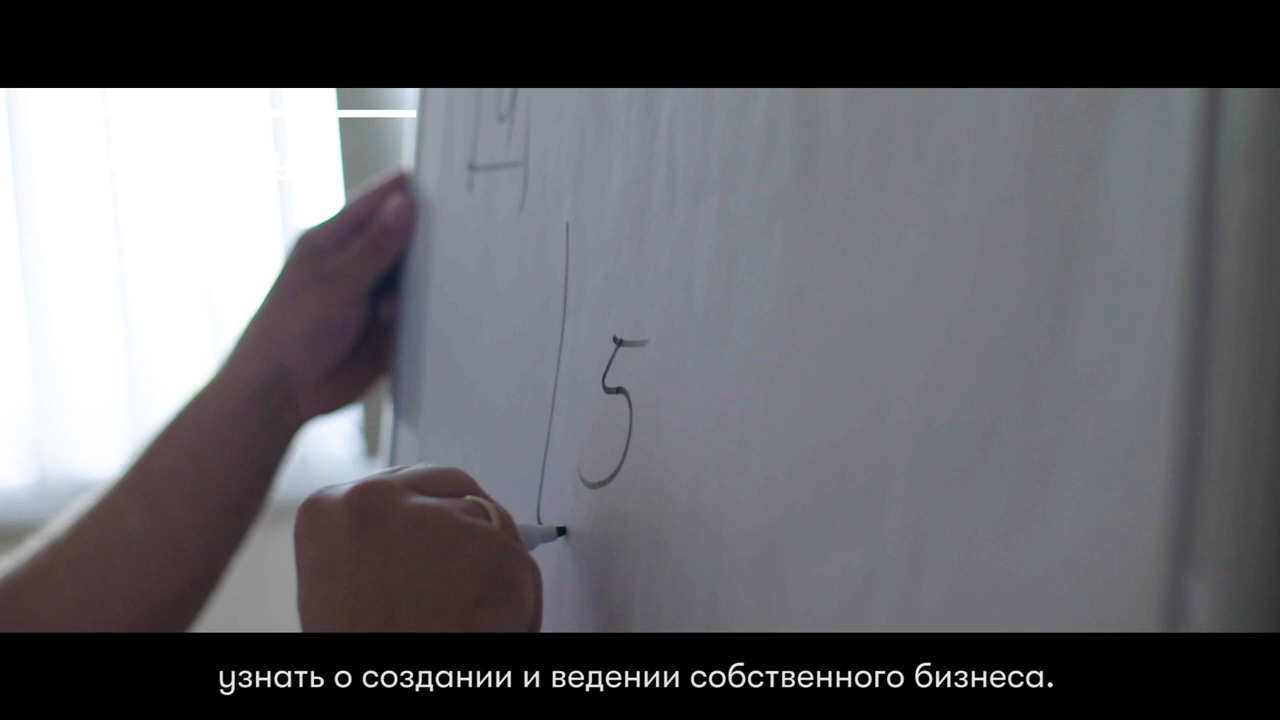 5
узнать о создании и ведении собственного бизнеса.